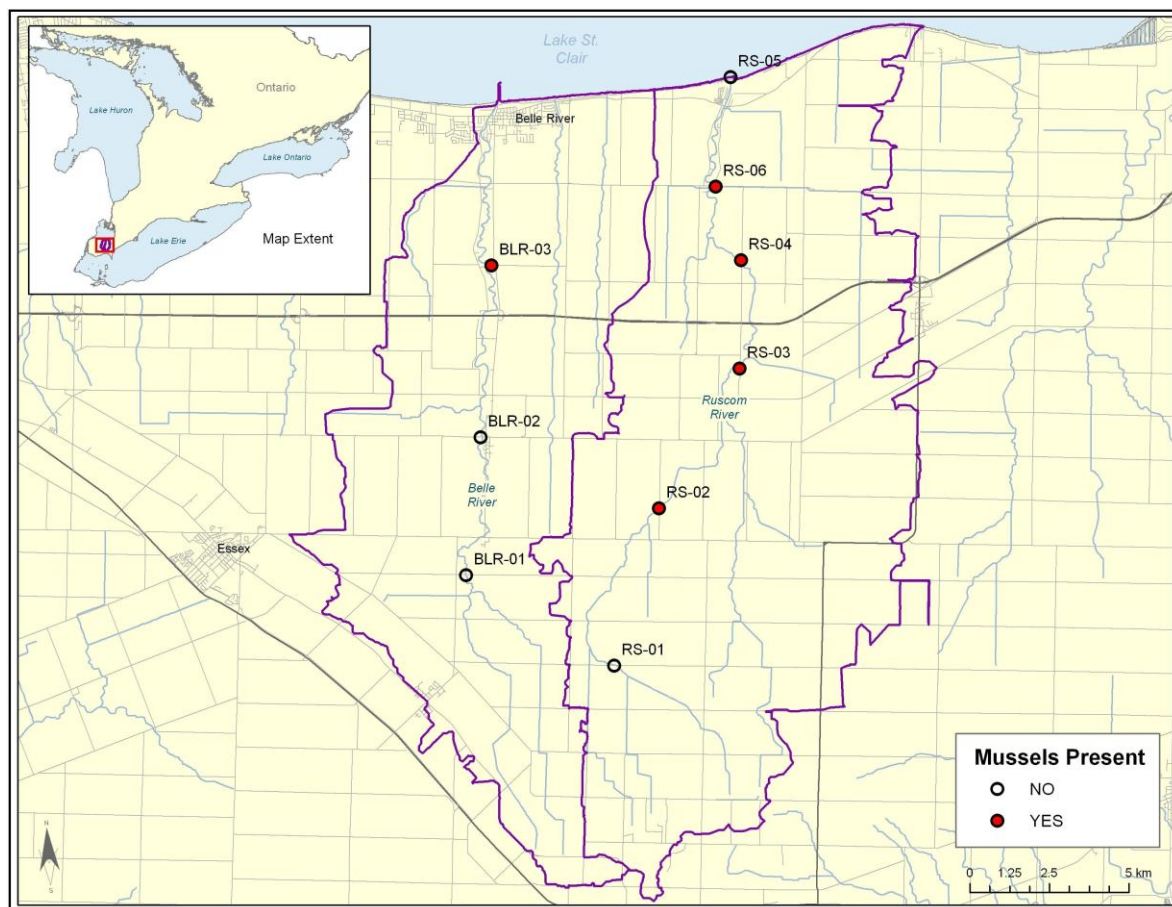 Ontario
Lake Huron
Lake Ontario
Lake Erie
Map Extent
Lake St.
Clair
RS-05
Belle River
RS-06
RS-04
BLR-03
RS-03
Ruscom
River
BLR-02
Belle
River
RS-02
Essex
BLR-01
RS-01
Mussels Present
NO
YES
N
S
0 1.25 2.5 5 km